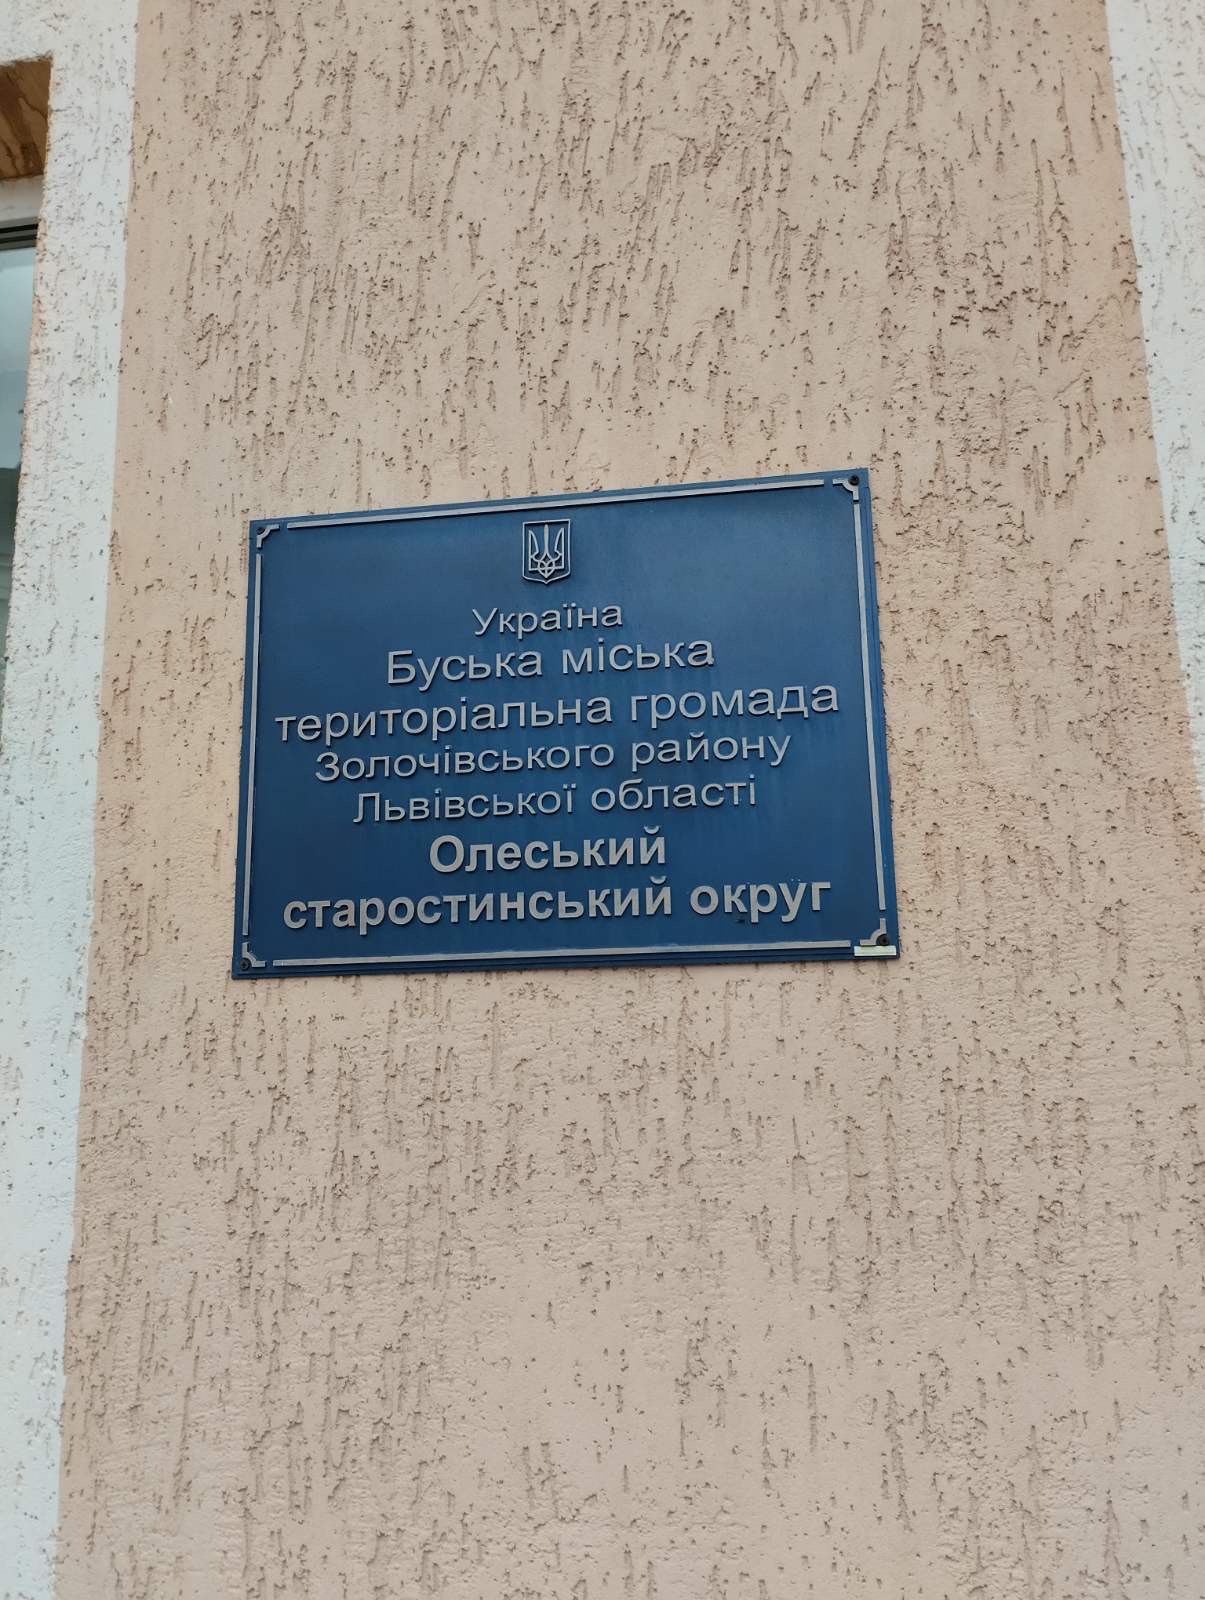 Україна
Буська міська
територіальна громада
Золочівського району
Львівської області
Олеський
старостинський округ